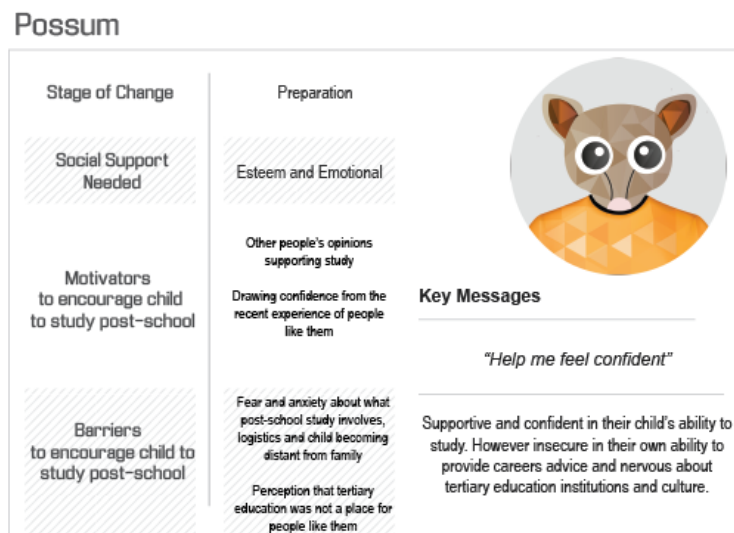 Possum
Stage of Change
Preparation
Social Support
Needed
Esteem and Emotional
Motivators
to encourage child
to study post-school
Other people's opinions
supporting study
Drawing confidence from the
recent experience of people
like them
Barriers
to encourage child to
study post-school
Fear and anxiety about what
post-school study involves,
logistics and child becoming
distant from family
Perception that tertiary
education was not a place for
people like them
Key Messages
“Help me feel confident”
Supportive and confident in their child's ability to
study. However insecure in their own ability to
provide careers advice and nervous about
tertiary education institutions and culture.